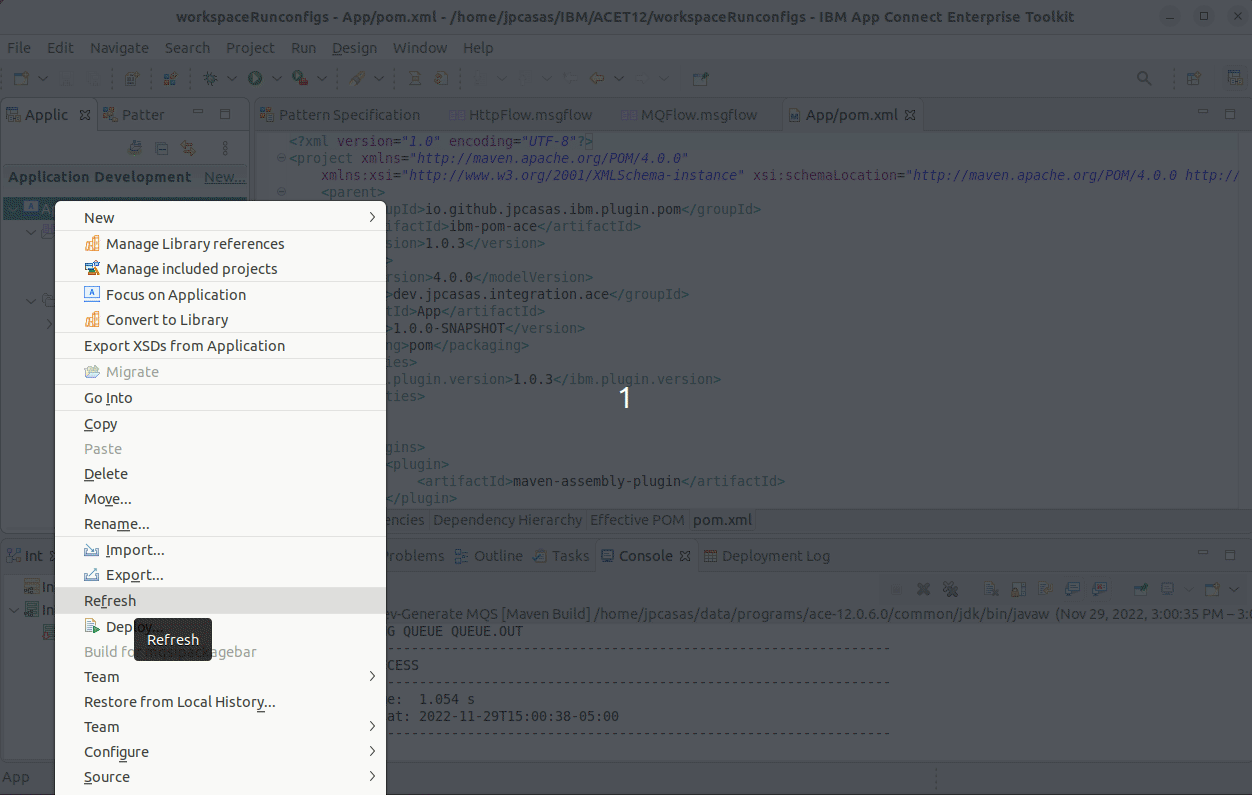 workspaceRunconfigs - App/pom.xml - /home/jpcasas/IBM/ACET12/workspaceRunconfigs - IBM App Connect Enterprise Toolkit
File Edit Navigate Search Project Run Design Window Help
Applic Patter
Pattern Specification HttpFlow.msgflow MQFlow.msgflow App/pom.xml
Application Development New...
<?xml version="1.0" encoding="UTF-8"?>
<project xmlns="http://maven.apache.org/POM/4.0.0"
xmlns:xsi="http://www.w3.org/2001/XMLSchema-instance" xsi:schemaLocation="http://maven.apache.org/POM/4.0.0 http://
<parent>
upId>io.github.jpcasas.ibm.plugin.pom</groupId>
ifactId>ibm-pom-ace</artifactId>
sion>1.0.3</version>
>
rsion>4.0.0</modelVersion>
>dev.jpcasas.integration.ace</groupId>
tId>App</artifactId>
>1.0.0-SNAPSHOT</version>
ng>pom</packaging>
ies>
.plugin.version>1.0.3</ibm.plugin.version>
ties>
gins>
<plugin>
<artifactId>maven-assembly-plugin</artifactId>
</plugin>
encies Dependency Hierarchy Effective POM pom.xml
1
New
Manage Library references
Manage included projects
Focus on Application
Convert to Library
Export XSDs from Application
Migrate
Go Into
Copy
Paste
Delete
Move...
Rename...
Import...
Export...
Refresh
Deploy...
Refresh
Build for mqsipackagebar
Team
Restore from Local History...
Team
Configure
Source
Int
In
In
roblems Outline Tasks Console Deployment Log
ev-Generate MQS [Maven Build] /home/jpcasas/data/programs/ace-12.0.6.0/common/jdk/bin/javaw (Nov 29, 2022, 3:00:35 PM – 3:0
G QUEUE QUEUE.OUT
----------------------------------------------------------------
CESS
----------------------------------------------------------------
e: 1.054 s
at: 2022-11-29T15:00:38-05:00
----------------------------------------------------------------
App